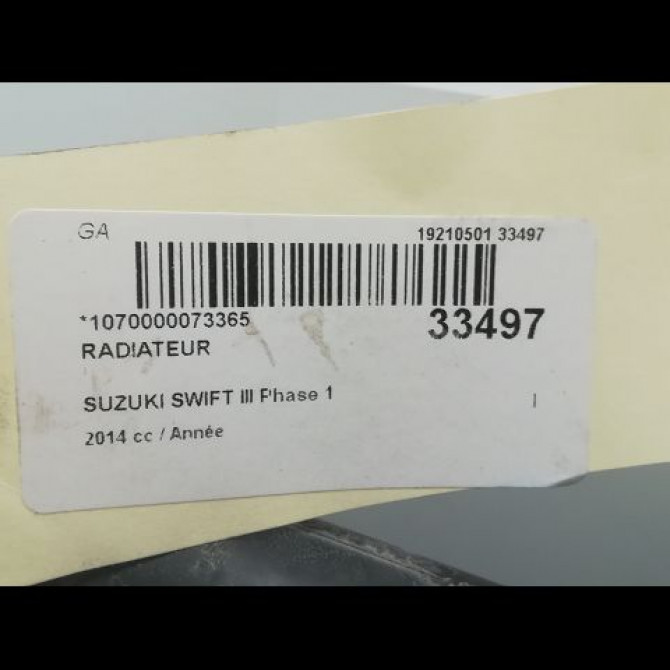 GA 19210501 33497
*1070000073365 33497
RADIATEUR
SUZUKI SWIFT III Phase 1 I
2014 cc / Année